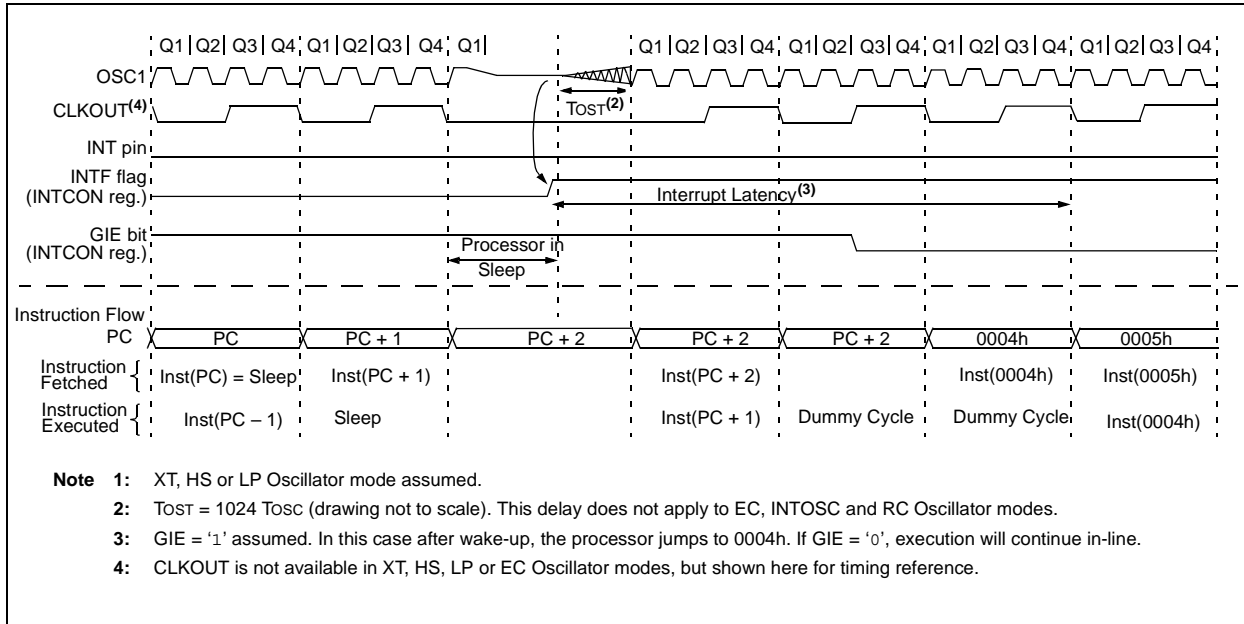 Q1 Q2 Q3 Q4 Q1 Q2 Q3 Q4 Q1 Q1 Q2 Q3 Q4 Q1 Q2 Q3 Q4 Q1 Q2 Q3 Q4 Q1 Q2 Q3 Q4
OSC1
TOST(2)
CLKOUT(4)
INT pin
INTF flag
(INTCON reg.)
Interrupt Latency(3)
GIE bit
(INTCON reg.)
Processor in
Sleep
Instruction Flow
PC PC PC + 1 PC + 2 PC + 2 PC + 2 0004h 0005h
Instruction
Fetched
Inst(PC) = Sleep Inst(PC + 1) Inst(PC + 2) Inst(0004h) Inst(0005h)
Instruction
Executed
Inst(PC – 1) Sleep Inst(PC + 1) Dummy Cycle Dummy Cycle Inst(0004h)
Note 1: XT, HS or LP Oscillator mode assumed.
2: TOST = 1024 TOSC (drawing not to scale). This delay does not apply to EC, INTOSC and RC Oscillator modes.
3: GIE = '1' assumed. In this case after wake-up, the processor jumps to 0004h. If GIE = '0', execution will continue in-line.
4: CLKOUT is not available in XT, HS, LP or EC Oscillator modes, but shown here for timing reference.